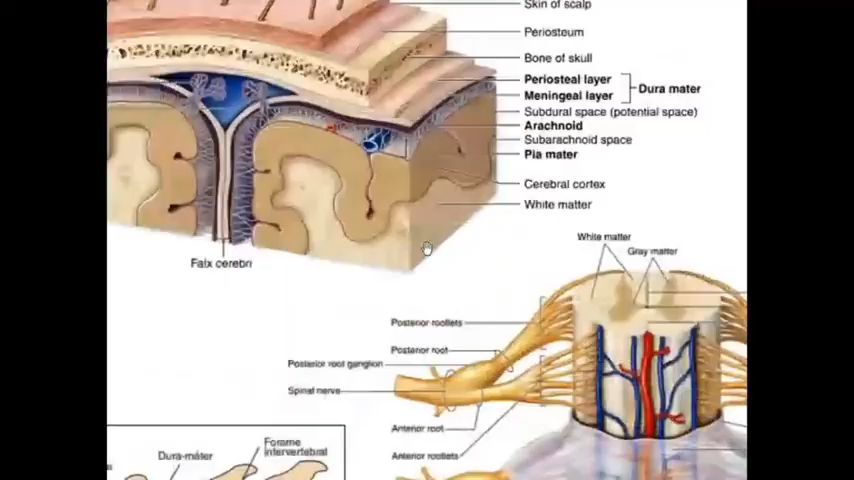 Skin of scalp
Periosteum
Bone of skull
Periosteal layer
Meningeal layer
Dura mater
Subdural space (potential space)
Arachnoid
Subarachnoid space
Pia mater
Cerebral cortex
White matter
Falx cerebri
White matter
Gray matter
Posterior rootlets
Posterior root
Posterior root ganglion
Spinal nerve
Anterior root
Anterior rootlets
Dura-máter
Forame
intervertebral